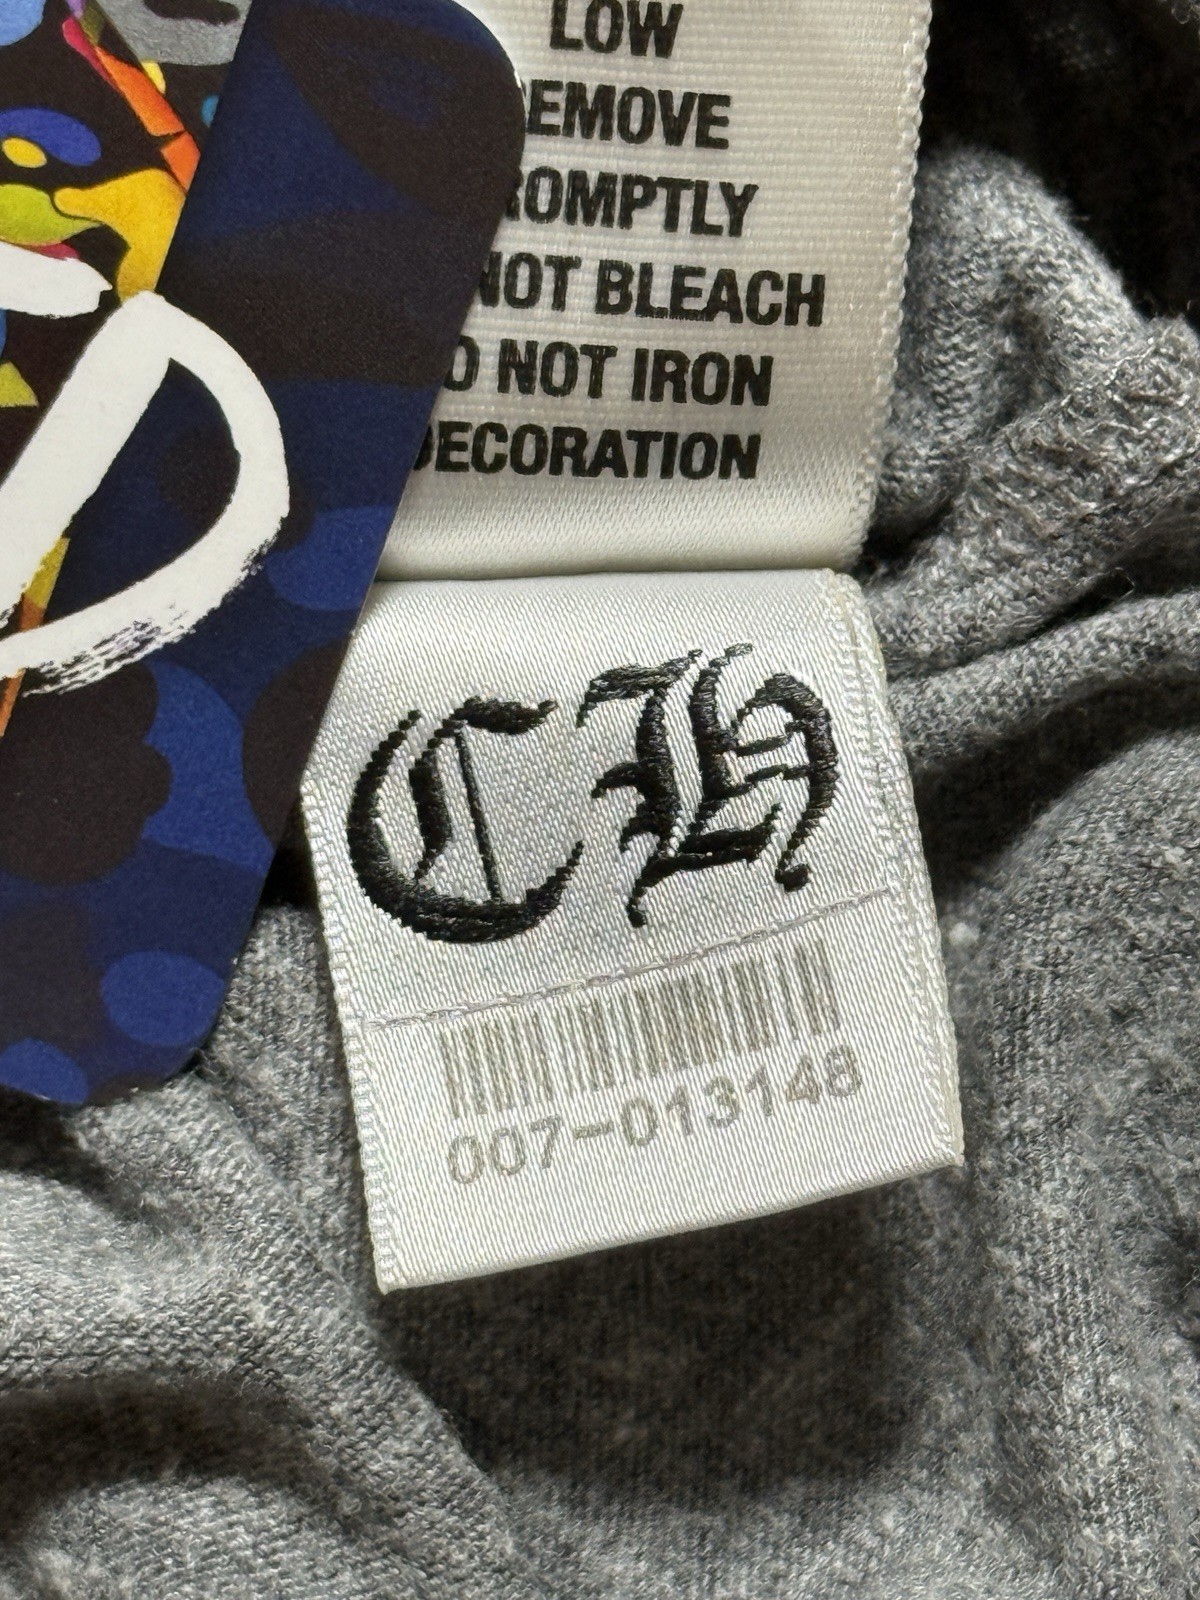 LOW
EMOVE
ROMPTLY
NOT BLEACH
O NOT IRON
DECORATION
CH
007-013148